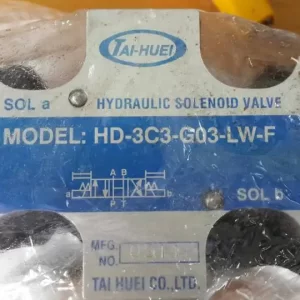 TAI-HUEI
SOL a HYDRAULIC SOLENOID VALVE
MODEL: HD-3C3-G03-LW-F
A B
a b
P T
SOL b
MFG.
NO.
TAI HUEI CO.,LTD.